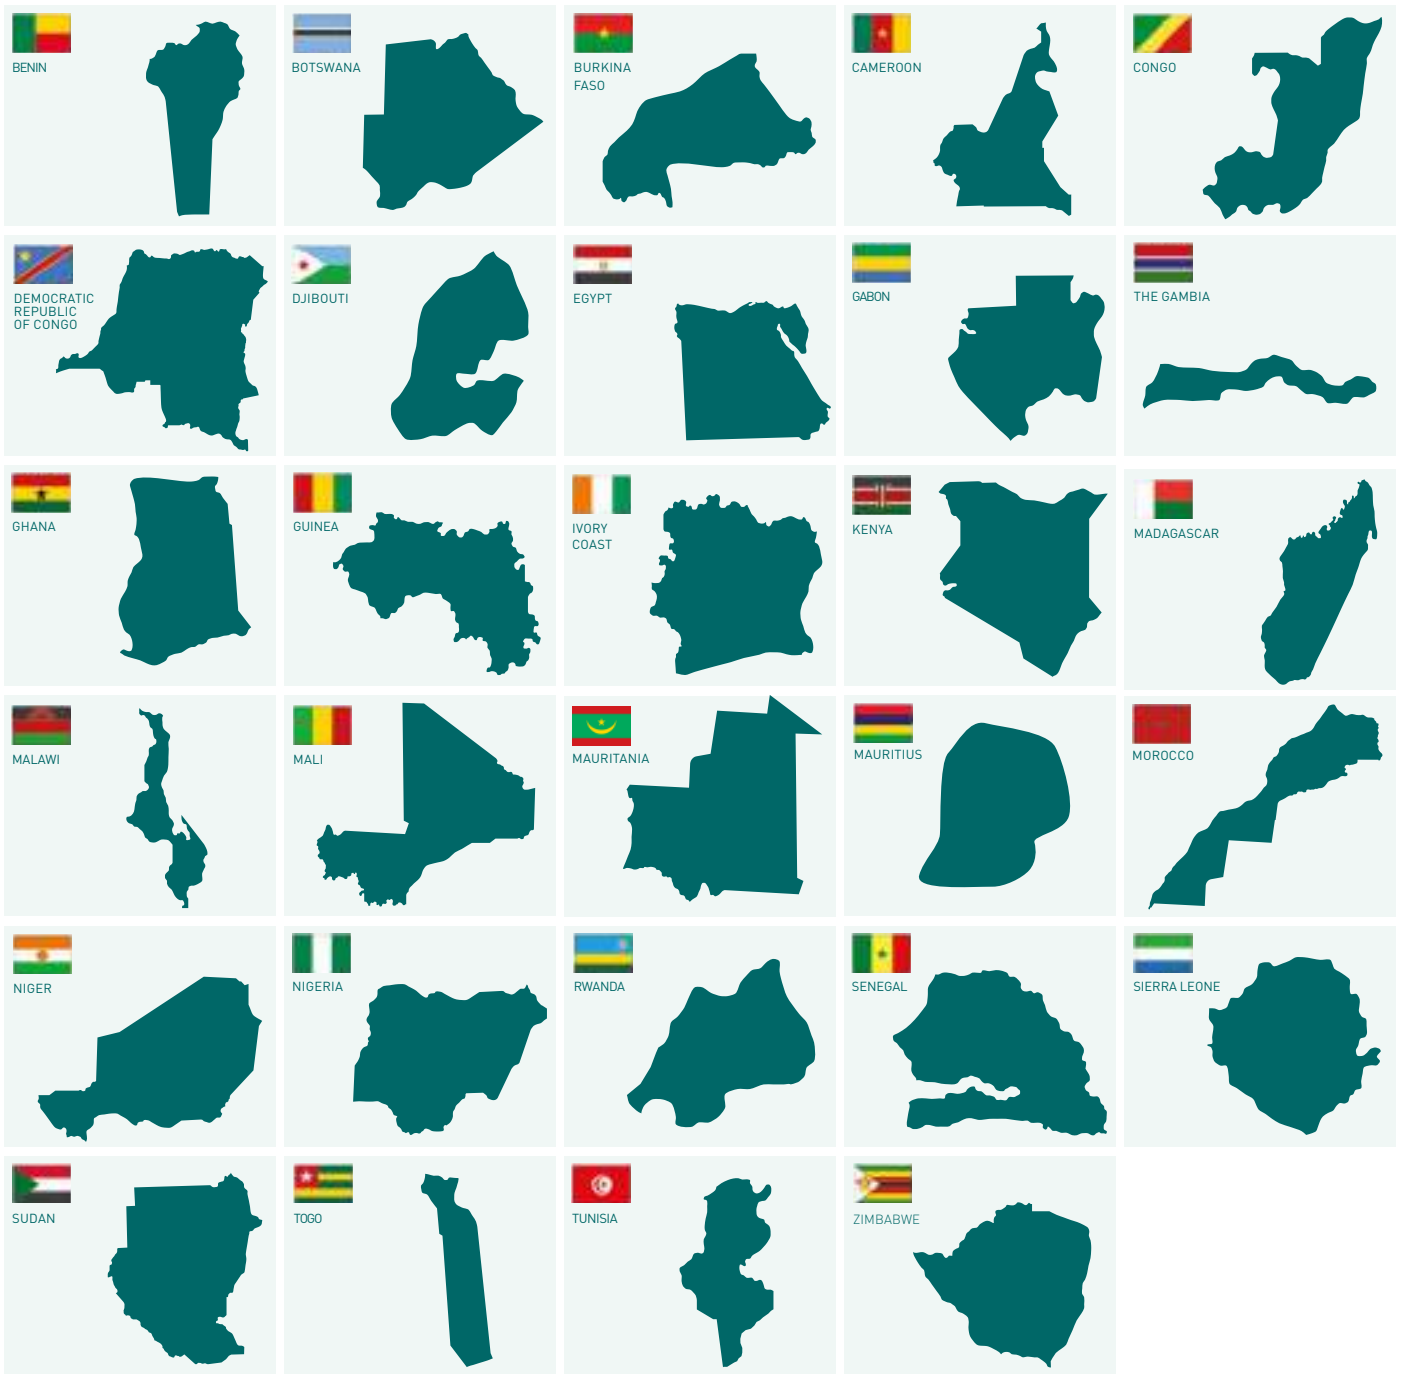 BENIN
BOTSWANA
BURKINA
FASO
CAMEROON
CONGO
DEMOCRATIC
REPUBLIC
OF CONGO
DJIBOUTI
EGYPT
GABON
THE GAMBIA
GHANA
GUINEA
IVORY
COAST
KENYA
MADAGASCAR
MALAWI
MALI
MAURITANIA
MAURITIUS
MOROCCO
NIGER
NIGERIA
RWANDA
SENEGAL
SIERRA LEONE
SUDAN
TOGO
TUNISIA
ZIMBABWE